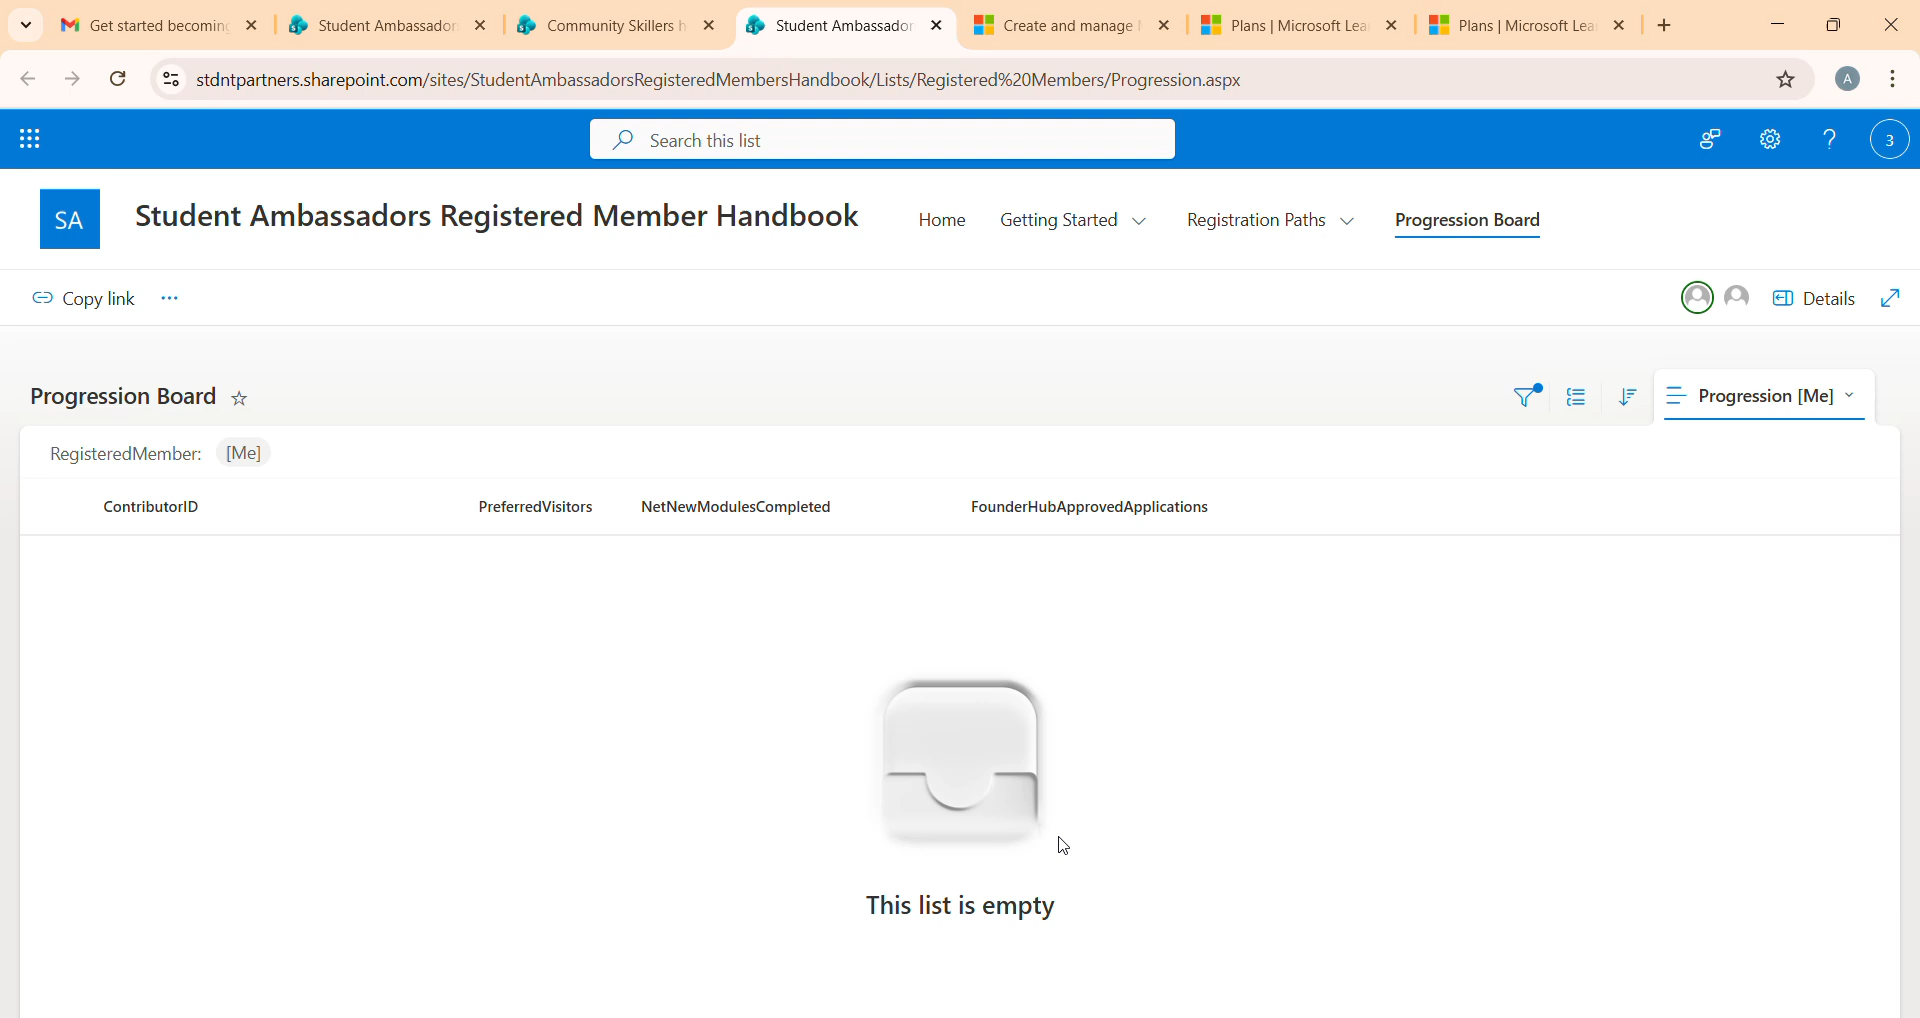 Get started becoming
Student Ambassador
Community Skillers h
Student Ambassador
Create and manage
Plans | Microsoft Lea
Plans | Microsoft Lea
stdntpartners.sharepoint.com/sites/StudentAmbassadorsRegisteredMembersHandbook/Lists/Registered%20Members/Progression.aspx
A
Search this list
?
3
SA
Student Ambassadors Registered Member Handbook
Home
Getting Started
Registration Paths
Progression Board
Copy link
...
Details
Progression Board
Progression [Me]
RegisteredMember: [Me]
ContributorID
PreferredVisitors
NetNewModulesCompleted
FounderHubApprovedApplications
This list is empty